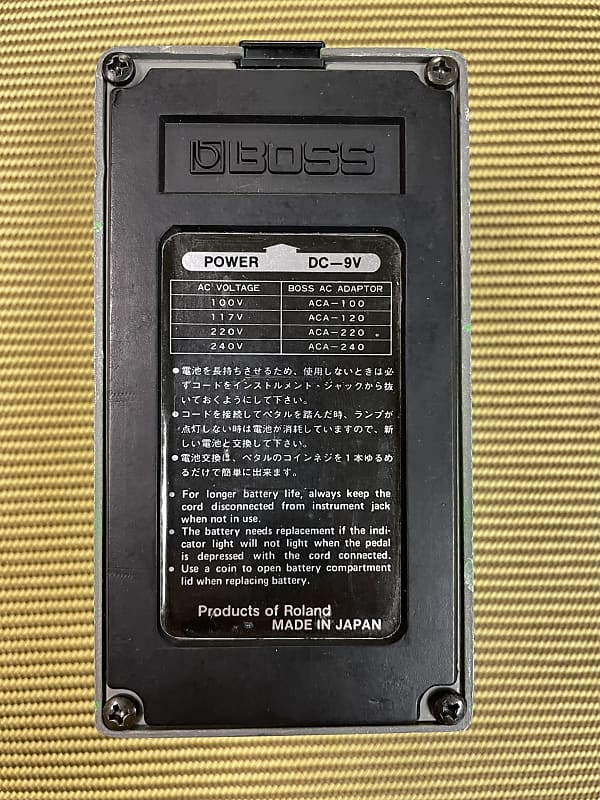 BOSS
POWER DC—9V
AC VOLTAGE BOSS AC ADAPTOR
100V ACA—100
117V ACA—120
220V ACA—220
240V ACA—240
●電池を長持ちさせるため、使用しないときは必
ずコードをインストルメント・ジャックから抜
いておくようにして下さい。
●コードを接続してペダルを踏んだ時、ランプが
点灯しない時は電池が消耗していますので、新
しい電池と交換して下さい。
●電池交換は、ペダルのコインネジを1本ゆるめ
るだけで簡単に出来ます。
● For longer battery life, always keep the
cord disconnected from instrument jack
when not in use.
● The battery needs replacement if the indi-
cator light will not light when the pedal
is depressed with the cord connected.
● Use a coin to open battery compartment
lid when replacing battery.
Products of Roland
MADE IN JAPAN